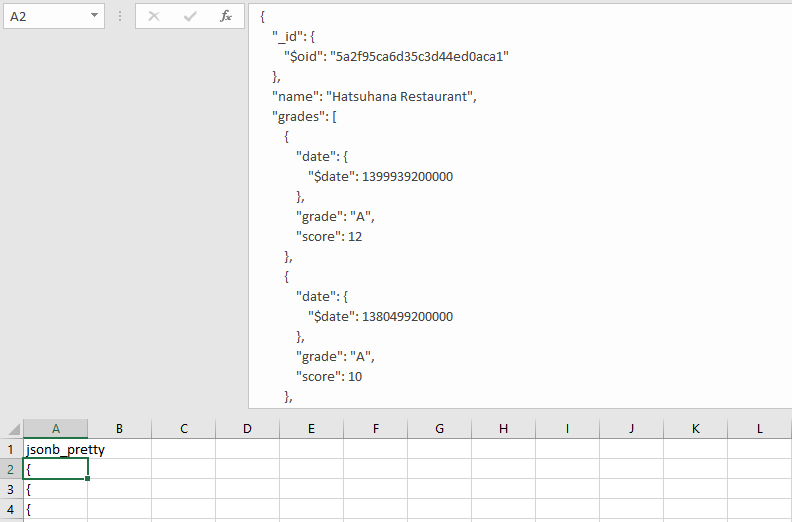 A2
fx
{
"_id": {
"$oid": "5a2f95ca6d35c3d44ed0aca1"
},
"name": "Hatsuhana Restaurant",
"grades": [
{
"date": {
"$date": 1399939200000
},
"grade": "A",
"score": 12
},
{
"date": {
"$date": 1380499200000
},
"grade": "A",
"score": 10
},
A B C D E F G H I J K L
1 jsonb_pretty
2 {
3 {
4 {